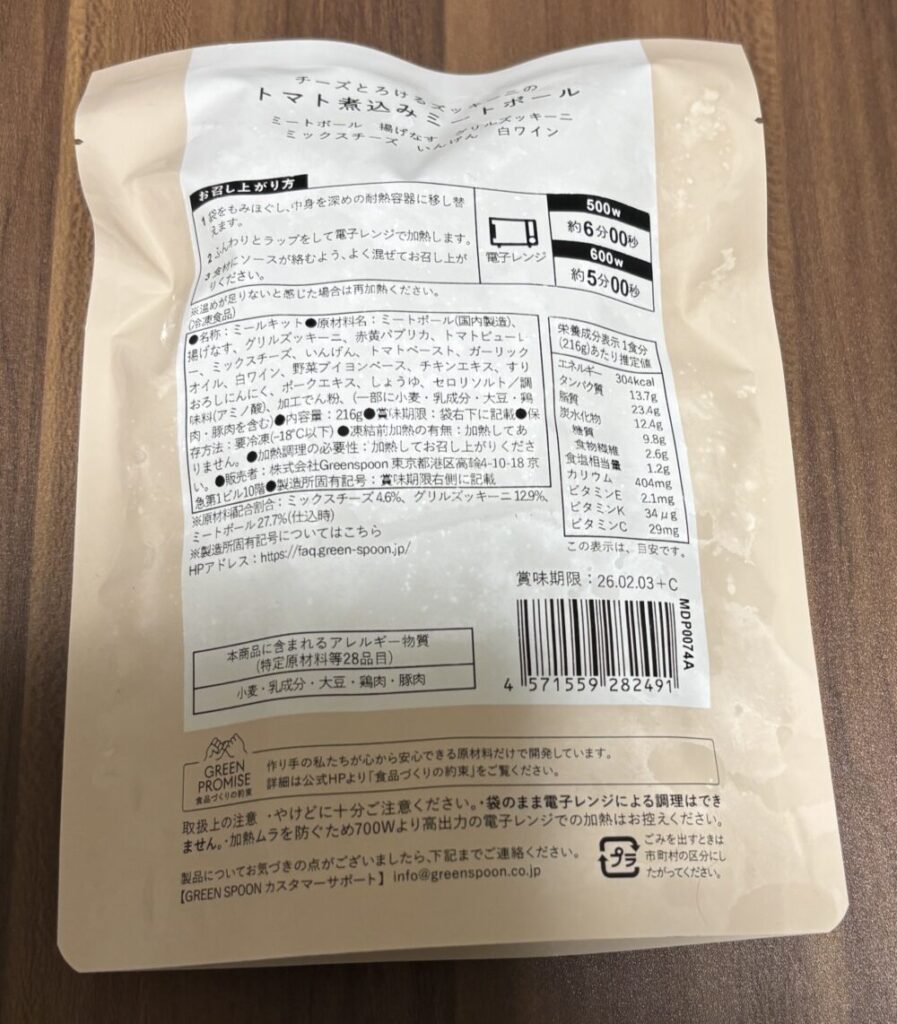 チーズとろけるズッキーニの
トマト煮込みミートボール
ミートボール 揚げなす グリルズッキーニ
ミックスチーズ いんげん 白ワイン
お召し上がり方
1 袋をもみほぐし、中身を深めの耐熱容器に移し替
えます。
2 ふんわりとラップをして電子レンジで加熱します。
3 食材にソースが絡むよう、よく混ぜてお召し上が
りください。
電子レンジ
500w
約6分00秒
600w
約5分00秒
※温めが足りないと感じた場合は再加熱ください。
(冷凍食品)
●名称：ミールキット●原材料名：ミートボール(国内製造)、
揚げなす、グリルズッキーニ、赤黄パプリカ、トマトピューレ
ー、ミックスチーズ、いんげん、トマトペースト、ガーリック
オイル、白ワイン、野菜ブイヨンベース、チキンエキス、すり
おろしにんにく、ポークエキス、しょうゆ、セロリソルト／調
味料(アミノ酸)、加工でん粉、(一部に小麦・乳成分・大豆・鶏
肉・豚肉を含む)●内容量：216g●賞味期限：袋右下に記載●保
存方法：要冷凍(-18℃以下)●凍結前加熱の有無：加熱してあ
りません。●加熱調理の必要性：加熱してお召し上がりくださ
い。●販売者：株式会社Greenspoon 東京都港区高輪4-10-18 京
急第1ビル10階●製造所固有記号：賞味期限右側に記載
※原材料配合割合：ミックスチーズ4.6%、グリルズッキーニ12.9%、
ミートボール27.7%(仕込時)
※製造所固有記号についてはこちら
HPアドレス：https://faq.green-spoon.jp/
栄養成分表示 1食分
(216g)あたり推定値
エネルギー 304kcal
タンパク質 13.7g
脂質 23.4g
炭水化物 12.4g
糖質 9.8g
食物繊維 2.6g
食塩相当量 1.2g
カリウム 404mg
ビタミンE 2.1mg
ビタミンK 34μg
ビタミンC 29mg
この表示は、目安です。
賞味期限：26.02.03+C
MDP0074A
4 571559 282491
本商品に含まれるアレルギー物質
(特定原材料等28品目)
小麦・乳成分・大豆・鶏肉・豚肉
GREEN
PROMISE
食品づくりの約束
作り手の私たちが心から安心できる原材料だけで開発しています。
詳細は公式HPより「食品づくりの約束」をご覧ください。
取扱上の注意 ・やけどに十分ご注意ください。・袋のまま電子レンジによる調理はでき
ません。・加熱ムラを防ぐため700Wより高出力の電子レンジでの加熱はお控えください。
製品についてお気づきの点がございましたら、下記までご連絡ください。
【GREEN SPOON カスタマーサポート】 info@greenspoon.co.jp
プラ
ごみを出すときは
市町村の区分にし
たがってください。